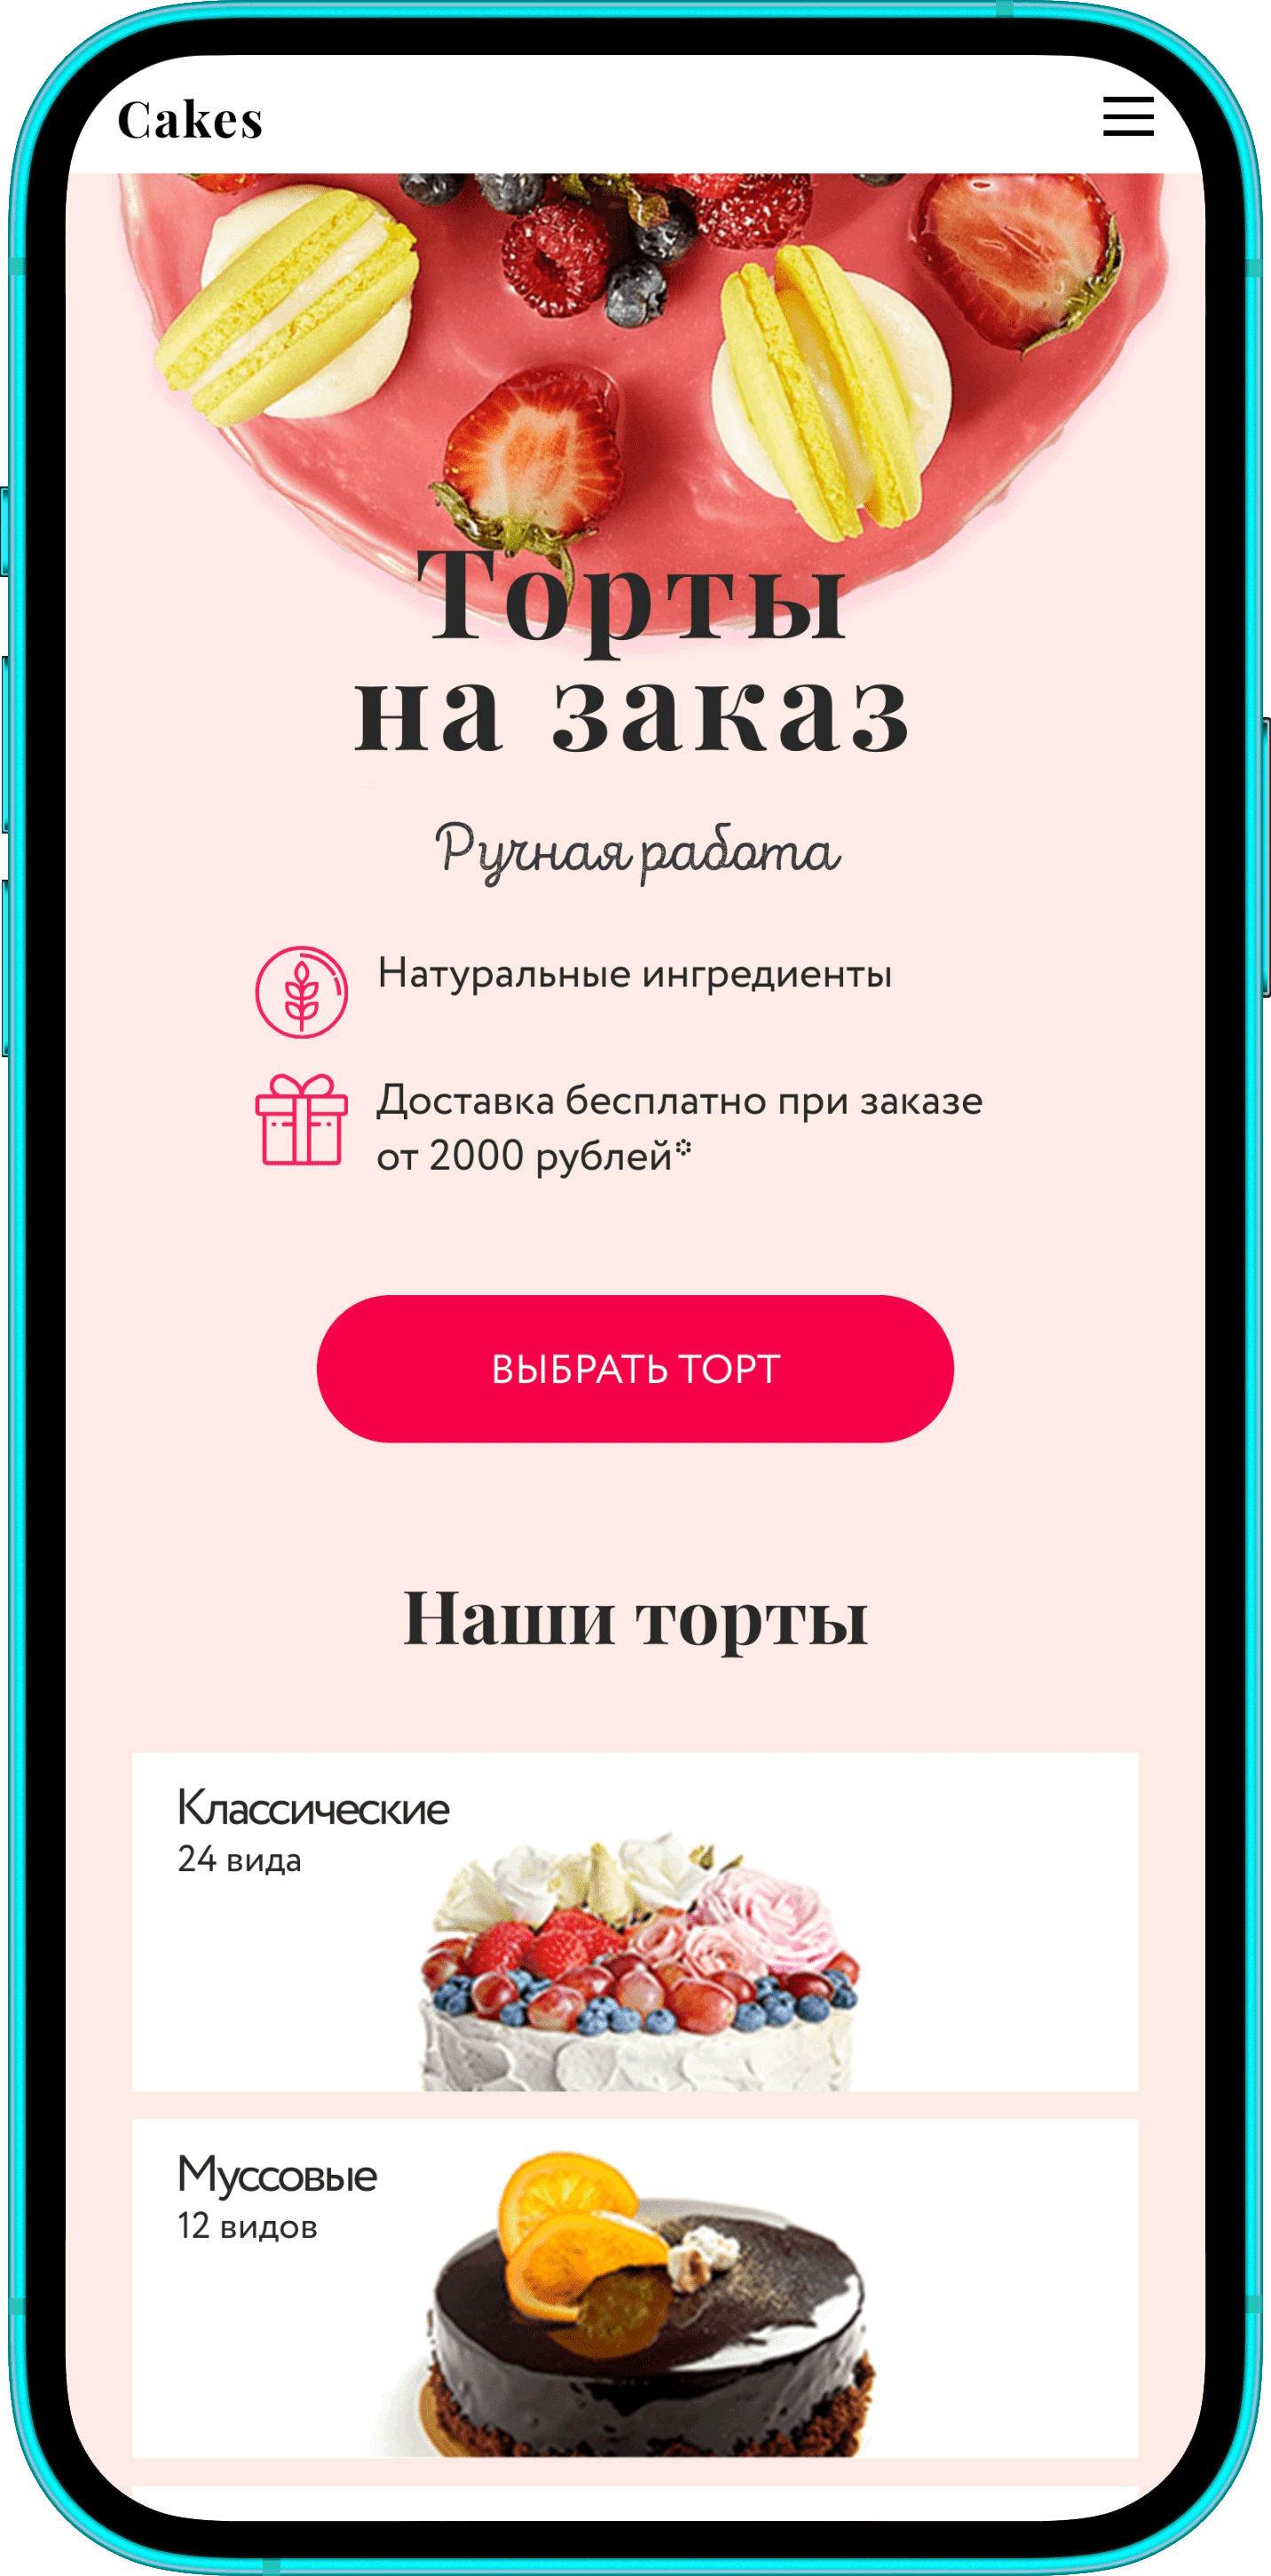 Cakes
Торты
на заказ
Ручная работа
Натуральные ингредиенты
Доставка бесплатно при заказе
от 2000 рублей*
ВЫБРАТЬ ТОРТ
Наши торты
Классические
24 вида
Муссовые
12 видов